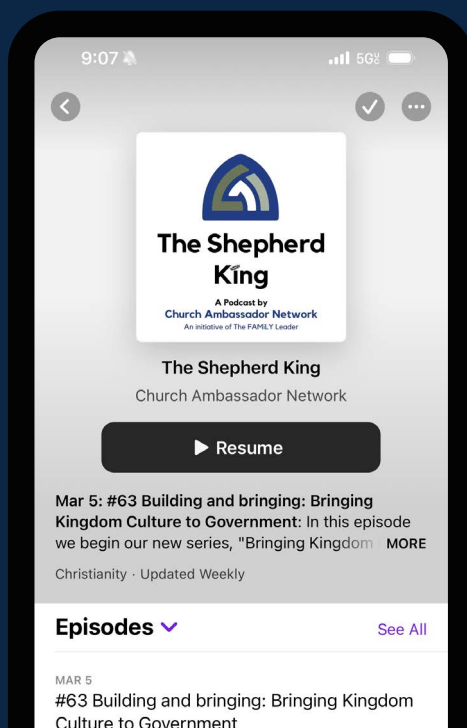 9:07
5G
The Shepherd
King
A Podcast by
Church Ambassador Network
An initiative of The FAMiLY Leader
The Shepherd King
Church Ambassador Network
Resume
Mar 5: #63 Building and bringing: Bringing
Kingdom Culture to Government: In this episode
we begin our new series, "Bringing Kingdom MORE
Christianity · Updated Weekly
Episodes
See All
MAR 5
#63 Building and bringing: Bringing Kingdom
Culture to Government